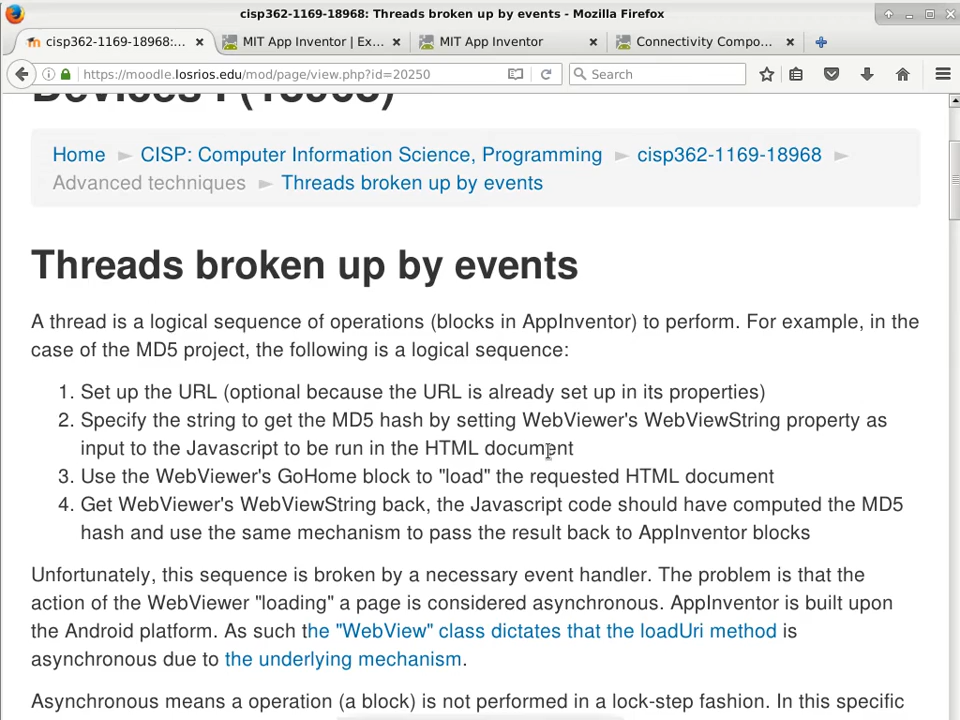 cisp362-1169-18968: Threads broken up by events - Mozilla Firefox
cisp362-1169-18968:...
MIT App Inventor | Ex...
MIT App Inventor
Connectivity Compo...
https://moodle.losrios.edu/mod/page/view.php?id=20250
Search
Home ► CISP: Computer Information Science, Programming ► cisp362-1169-18968 ►
Advanced techniques ► Threads broken up by events
Threads broken up by events
A thread is a logical sequence of operations (blocks in AppInventor) to perform. For example, in the
case of the MD5 project, the following is a logical sequence:
1. Set up the URL (optional because the URL is already set up in its properties)
2. Specify the string to get the MD5 hash by setting WebViewer's WebViewString property as
input to the Javascript to be run in the HTML document
3. Use the WebViewer's GoHome block to "load" the requested HTML document
4. Get WebViewer's WebViewString back, the Javascript code should have computed the MD5
hash and use the same mechanism to pass the result back to AppInventor blocks
Unfortunately, this sequence is broken by a necessary event handler. The problem is that the
action of the WebViewer "loading" a page is considered asynchronous. AppInventor is built upon
the Android platform. As such the "WebView" class dictates that the loadUri method is
asynchronous due to the underlying mechanism.
Asynchronous means a operation (a block) is not performed in a lock-step fashion. In this specific